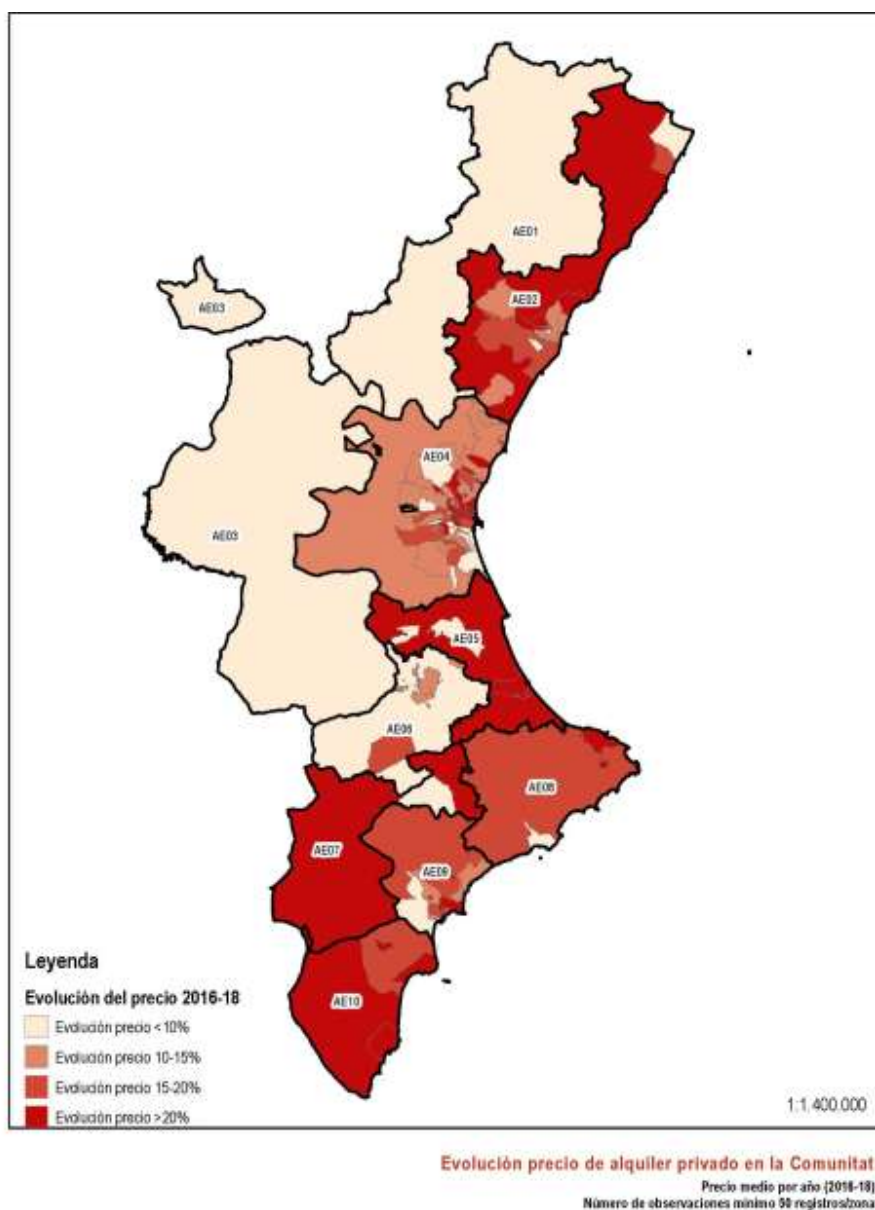 AE01
AE02
AE03
AE04
AE03
AE05
AE06
AE08
AE07
AE09
AE10
Leyenda
Evolución del precio 2016-18
Evolución precio <10%
Evolución precio 10-15%
Evolución precio 15-20%
Evolución precio >20%
1:1.400.000
Evolución precio de alquiler privado en la Comunitat
Precio medio por año (2016-18)
Número de observaciones mínimo 50 registros/zona